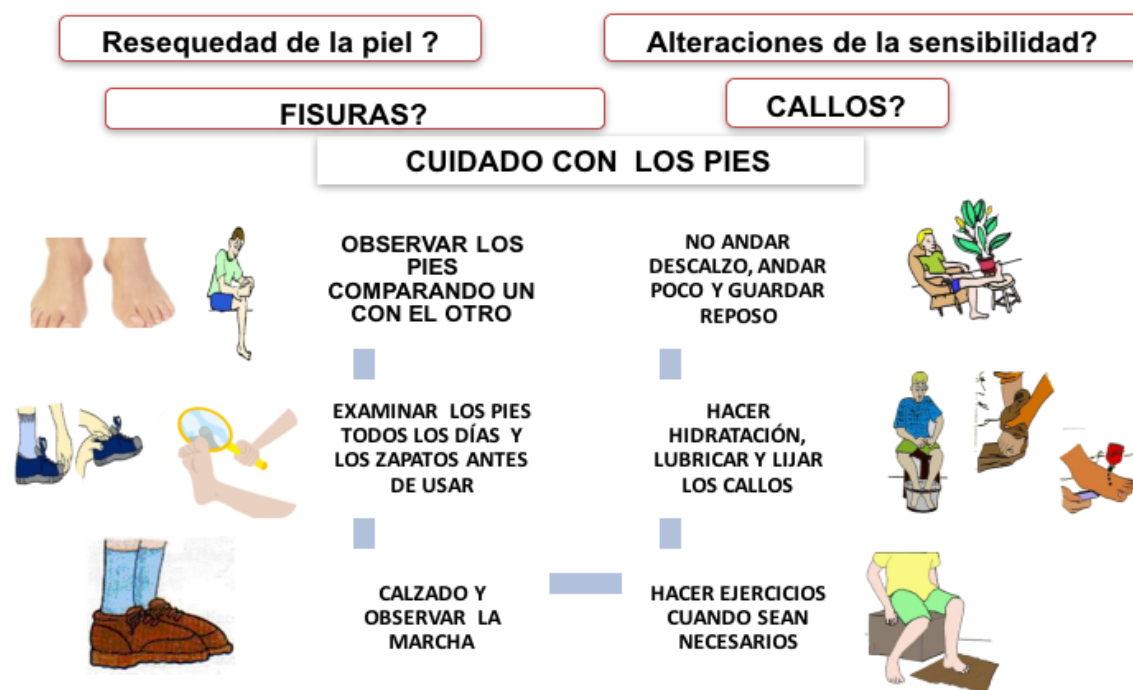 Resequedad de la piel ?
Alteraciones de la sensibilidad?
FISURAS?
CALLOS?
CUIDADO CON LOS PIES
OBSERVAR LOS
PIES
COMPARANDO UN
CON EL OTRO
EXAMINAR LOS PIES
TODOS LOS DÍAS Y
LOS ZAPATOS ANTES
DE USAR
CALZADO Y
OBSERVAR LA
MARCHA
HACER EJERCICIOS
CUANDO SEAN
NECESARIOS
HACER
HIDRATACIÓN,
LUBRICAR Y LIJAR
LOS CALLOS
NO ANDAR
DESCALZO, ANDAR
POCO Y GUARDAR
REPOSO